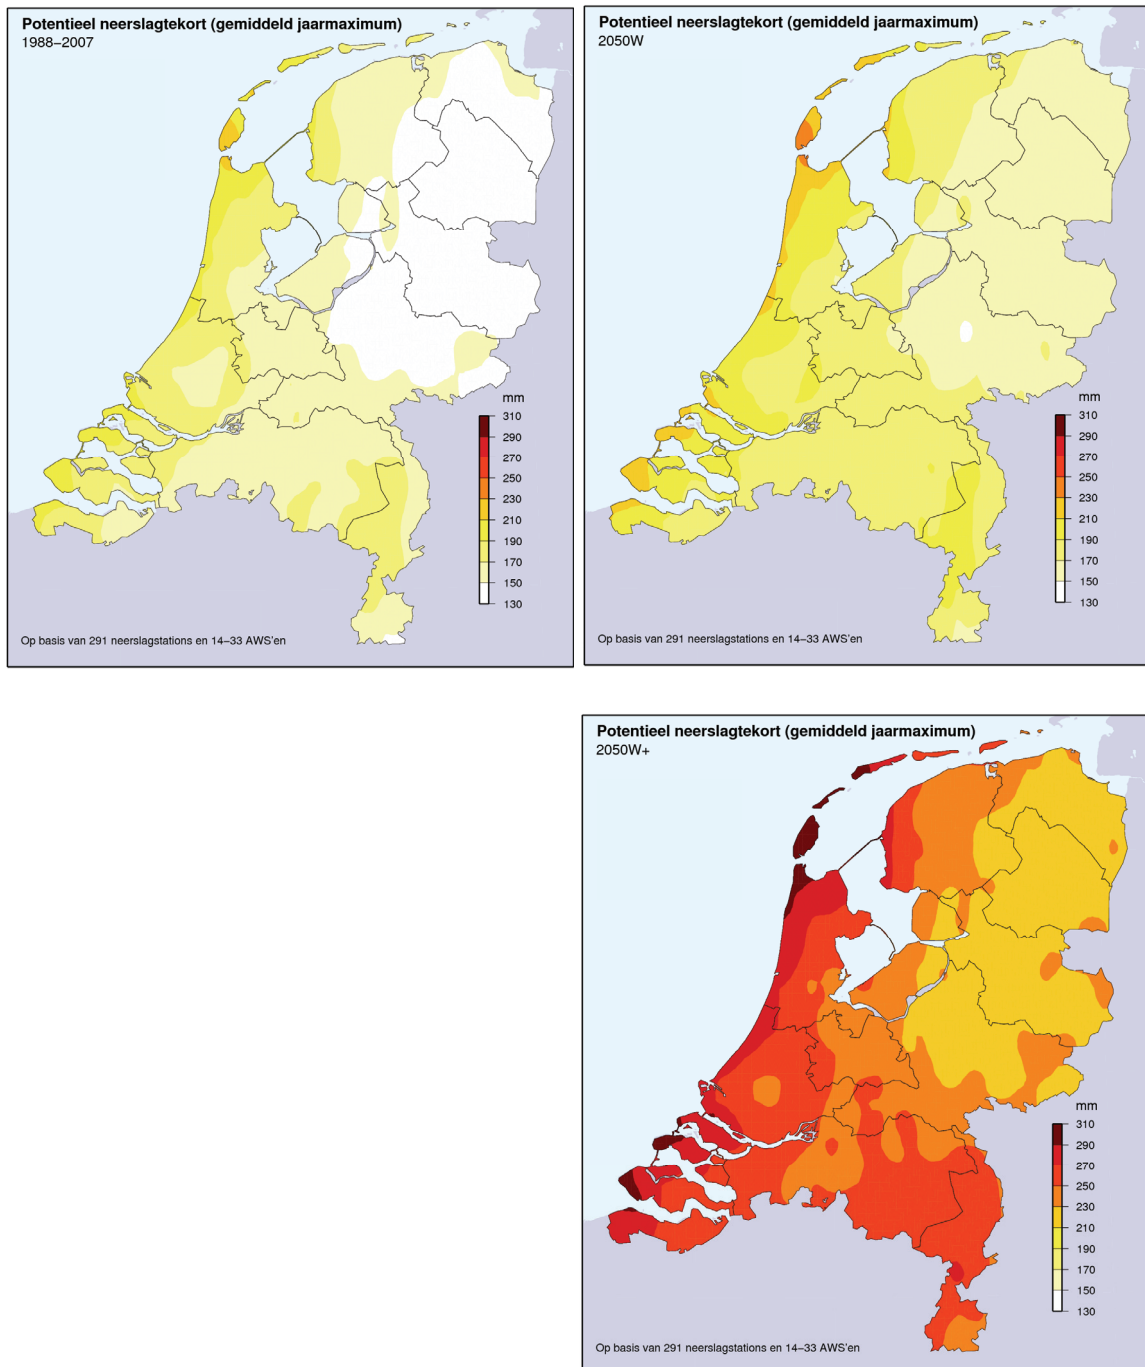 Potentieel neerslagtekort (gemiddeld jaarmaximum)
1988–2007
mm
310
290
270
250
230
210
190
170
150
130
Op basis van 291 neerslagstations en 14–33 AWS'en
Potentieel neerslagtekort (gemiddeld jaarmaximum)
2050W
mm
310
290
270
250
230
210
190
170
150
130
Op basis van 291 neerslagstations en 14–33 AWS'en
Potentieel neerslagtekort (gemiddeld jaarmaximum)
2050W+
mm
310
290
270
250
230
210
190
170
150
130
Op basis van 291 neerslagstations en 14–33 AWS'en